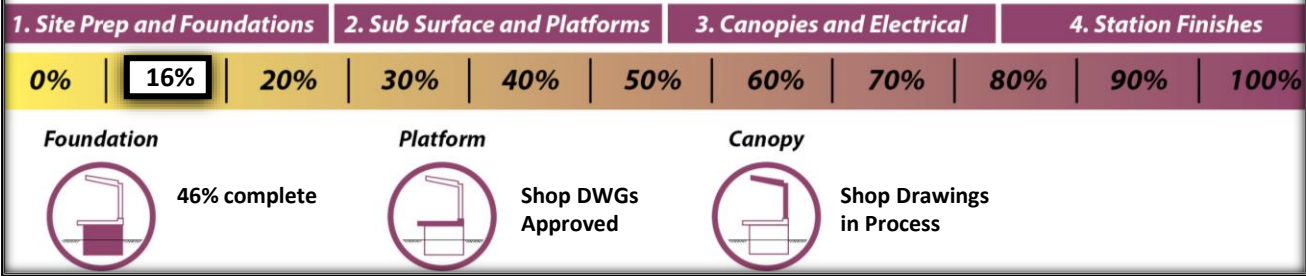 1. Site Prep and Foundations 2. Sub Surface and Platforms 3. Canopies and Electrical 4. Station Finishes
0% 16% 20% 30% 40% 50% 60% 70% 80% 90% 100%
Foundation Platform Canopy
46% complete
Shop DWGs
Approved
Shop Drawings
in Process